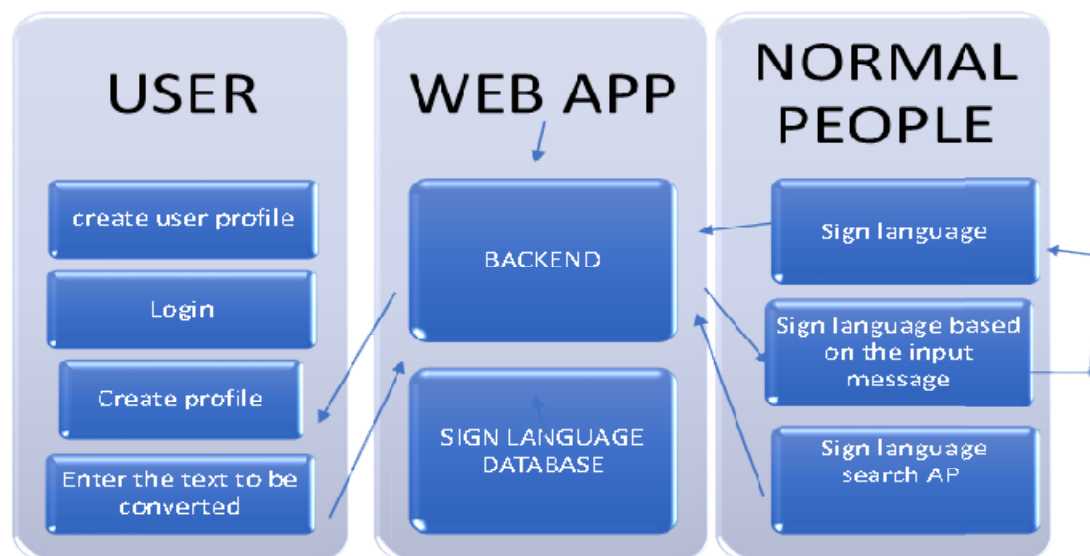 USER
create user profile
Login
Create profile
Enter the text to be
converted
WEB APP
BACKEND
SIGN LANGUAGE
DATABASE
NORMAL
PEOPLE
Sign language
Sign language based
on the input
message
Sign language
search AP